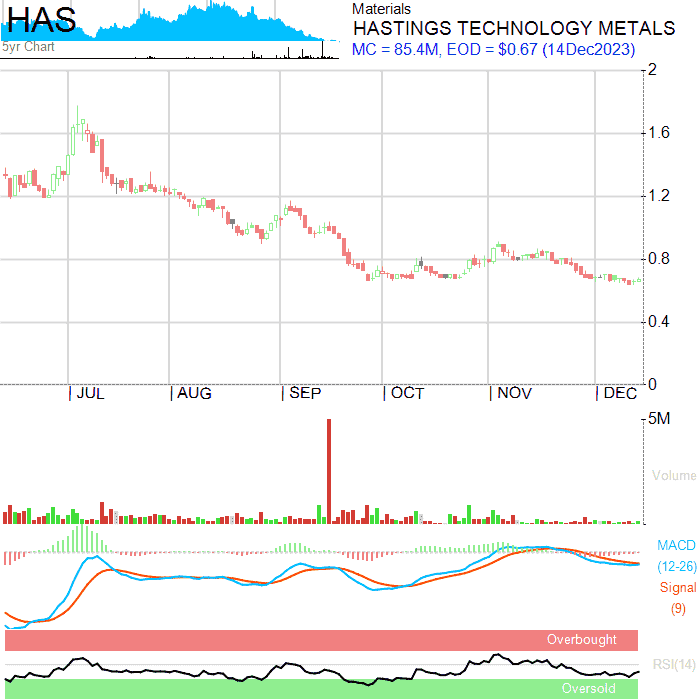 HAS
5yr Chart
Materials
HASTINGS TECHNOLOGY METALS
MC = 85.4M, EOD = $0.67 (14Dec2023)
2
1.6
1.2
0.8
0.4
0
JUL AUG SEP OCT NOV DEC
5M
Volume
MACD
(12-26)
Signal
(9)
Overbought
RSI(14)
Oversold